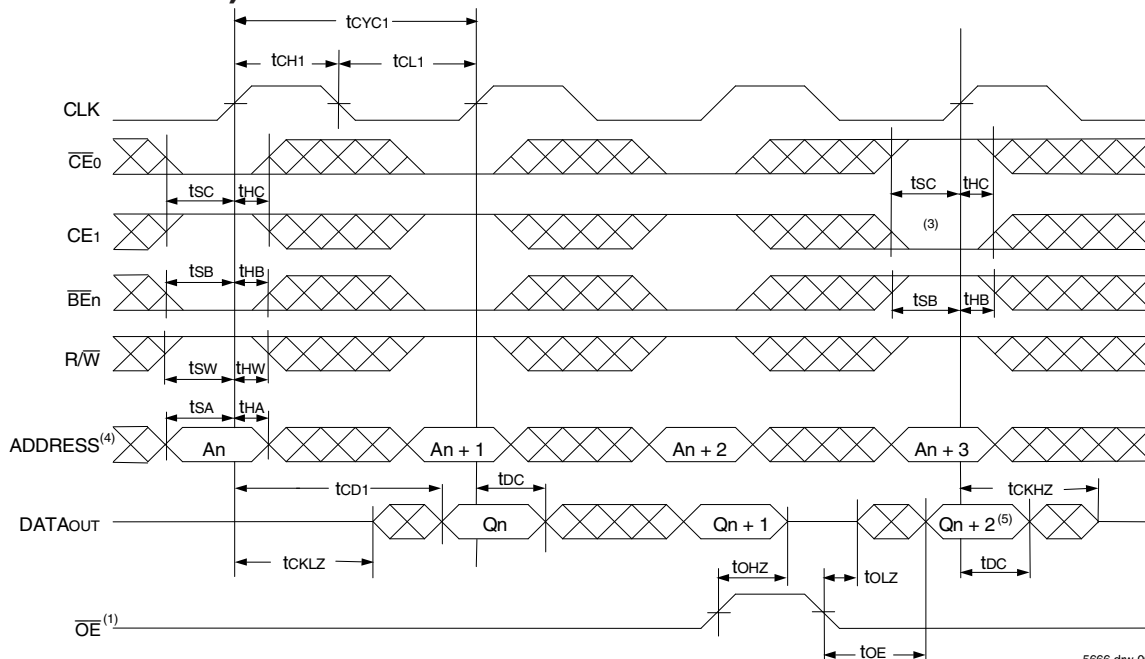 tCYC1
tCH1 tCL1
CLK
CE0
tSC tHC tSC tHC
CE1 (3)
tSB tHB
BEn
tSB tHB
R/W
tSW tHW
tSA tHA
ADDRESS(4) An An + 1 An + 2 An + 3
tCD1 tDC tCKHZ
DATAOUT Qn Qn + 1 Qn + 2(5)
tCKLZ tOHZ tOLZ tDC
OE(1)
tOE